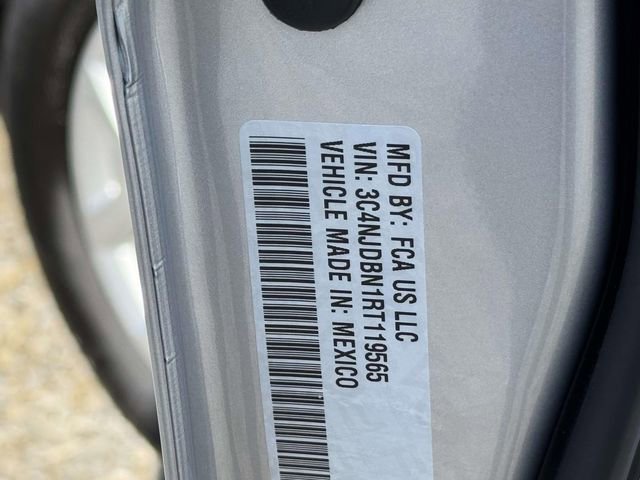 MFD BY: FCA US LLC
VIN: 3C4NJDBN1RT119565
VEHICLE MADE IN: MEXICO